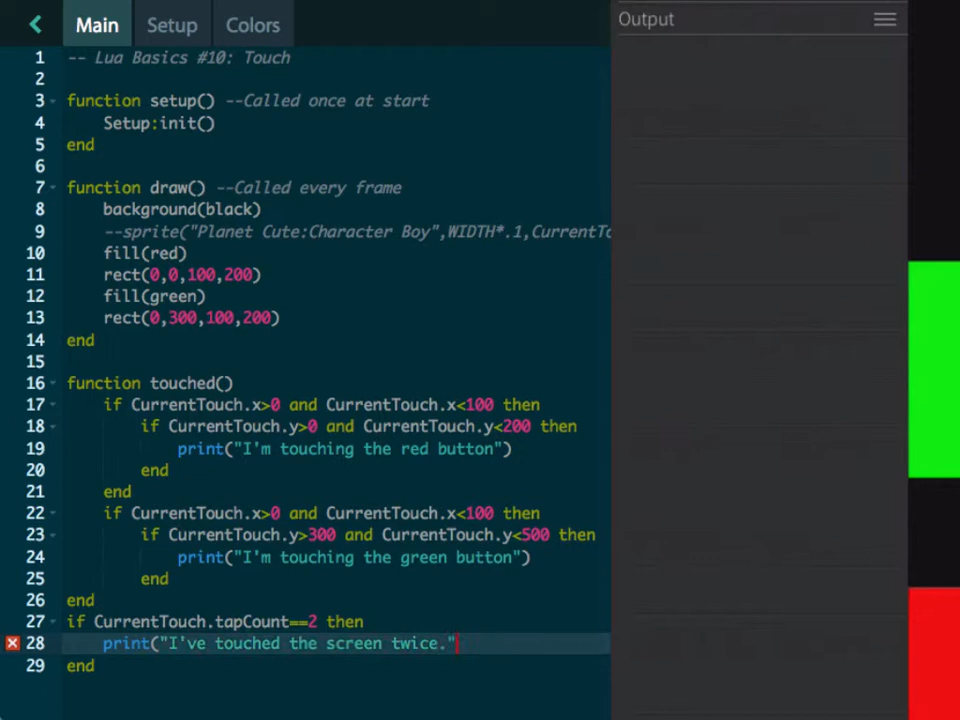 Main Setup Colors Output
1 -- Lua Basics #10: Touch
2
3 function setup() --Called once at start
4 Setup:init()
5 end
6
7 function draw() --Called every frame
8 background(black)
9 --sprite("Planet Cute:Character Boy",WIDTH*.1,CurrentTo
10 fill(red)
11 rect(0,0,100,200)
12 fill(green)
13 rect(0,300,100,200)
14 end
15
16 function touched()
17 if CurrentTouch.x>0 and CurrentTouch.x<100 then
18 if CurrentTouch.y>0 and CurrentTouch.y<200 then
19 print("I'm touching the red button")
20 end
21 end
22 if CurrentTouch.x>0 and CurrentTouch.x<100 then
23 if CurrentTouch.y>300 and CurrentTouch.y<500 then
24 print("I'm touching the green button")
25 end
26 end
27 if CurrentTouch.tapCount==2 then
28 print("I've touched the screen twice."
29 end